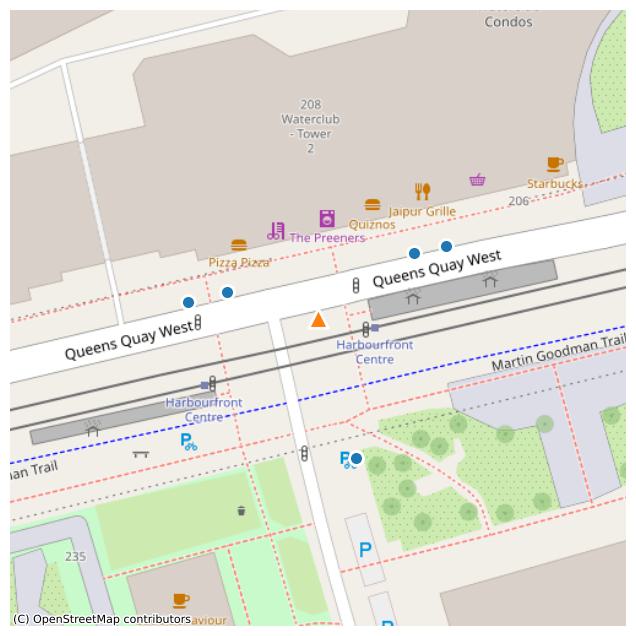 Condos
208
Waterclub
- Tower
2
Starbucks
206
Jaipur Grille
Quiznos
The Preeners
Pizza Pizza
Queens Quay West
Queens Quay West
Harbourfront
Centre
Martin Goodman Trail
Harbourfront
Centre
an Trail
235
P
P
aviour
(C) OpenStreetMap contributors